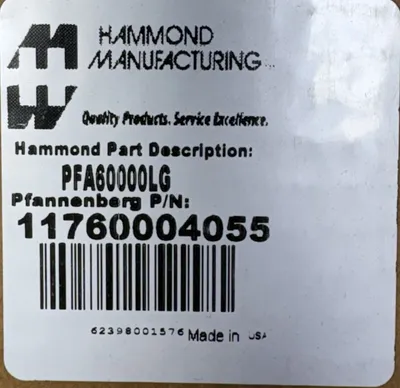 HAMMOND
MANUFACTURING
Quality Products. Service Excellence.
Hammond Part Description:
PFA60000LG
Pfannenberg P/N:
11760004055
62398001576 Made in USA